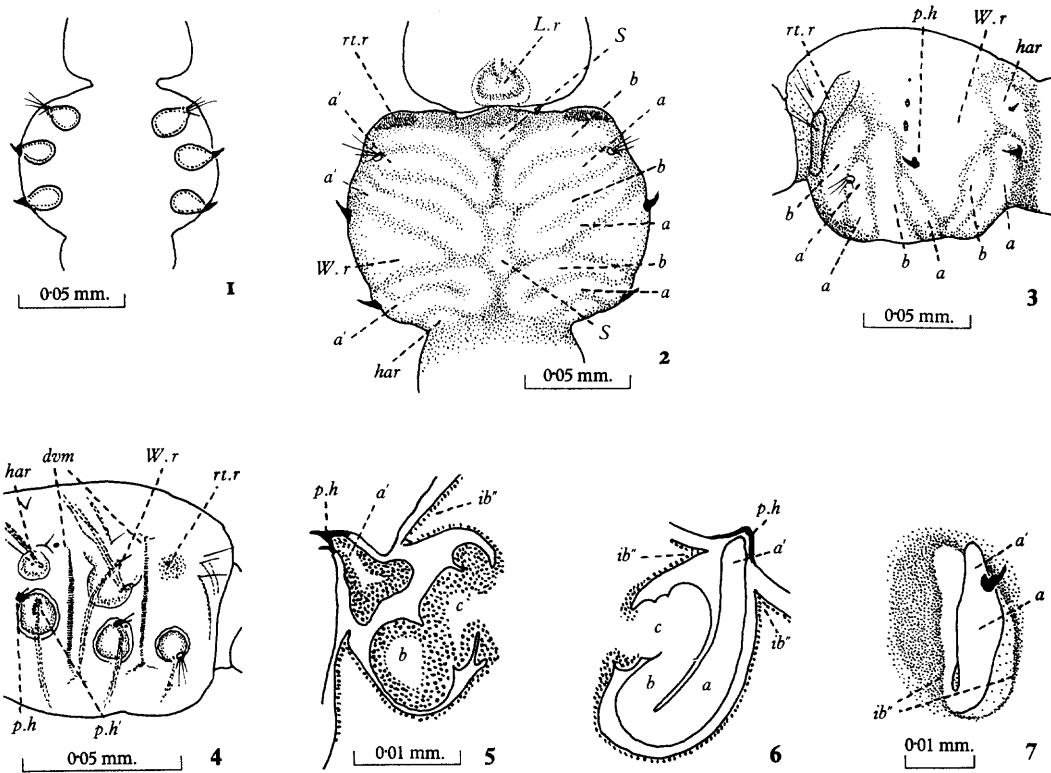 0·05 mm.
1
L.r
S
rt.r
b
a'
a
a'
b
a
W.r
b
a
a'
S
har
0·05 mm.
2
p.h
W.r
rt.r
har
b
a'
a
b
a
b
a
0·05 mm.
3
har
dvm
W.r
rt.r
p.h
p.h'
0·05 mm.
4
p.h
a'
ib"
c
b
0·01 mm.
5
p.h
ib"
a'
c
ib"
b
a
6
a'
a
ib"
0·01 mm.
7